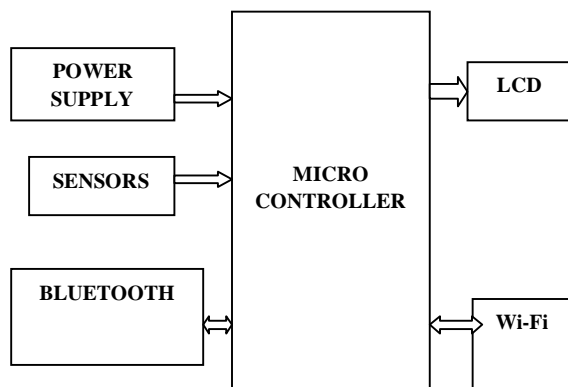 POWER
SUPPLY
SENSORS
BLUETOOTH
MICRO
CONTROLLER
LCD
Wi-Fi